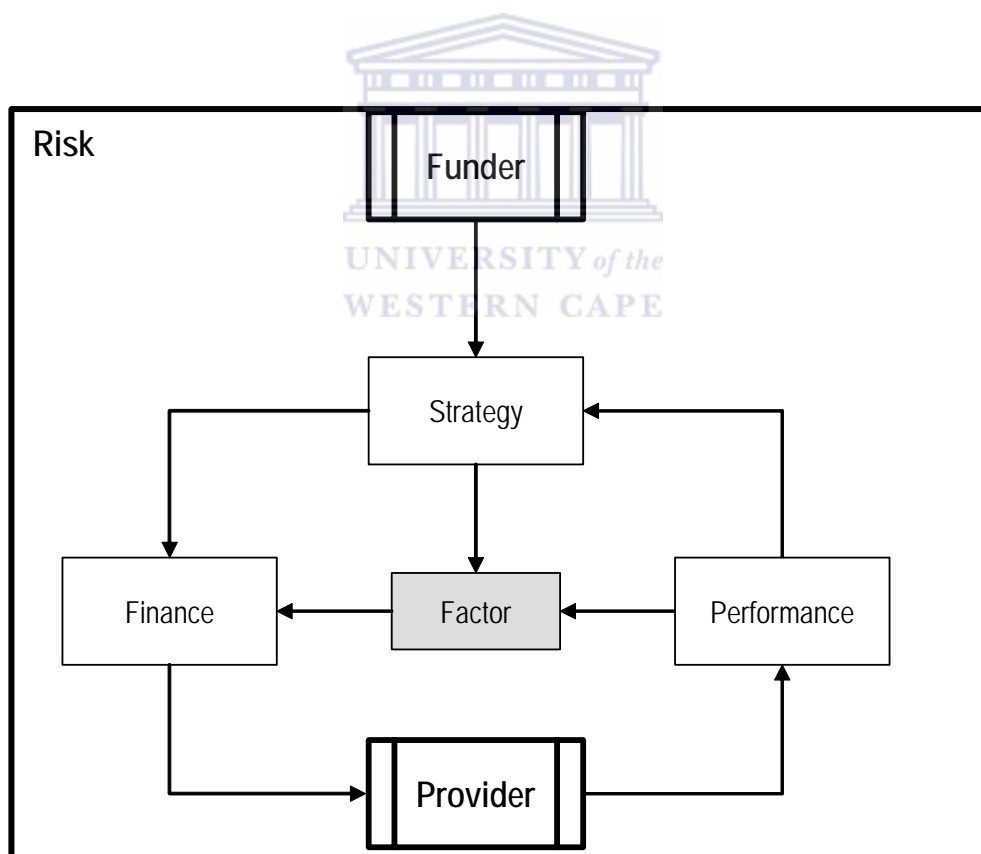 Risk
Funder
UNIVERSITY of the
WESTERN CAPE
Strategy
Finance
Factor
Performance
Provider